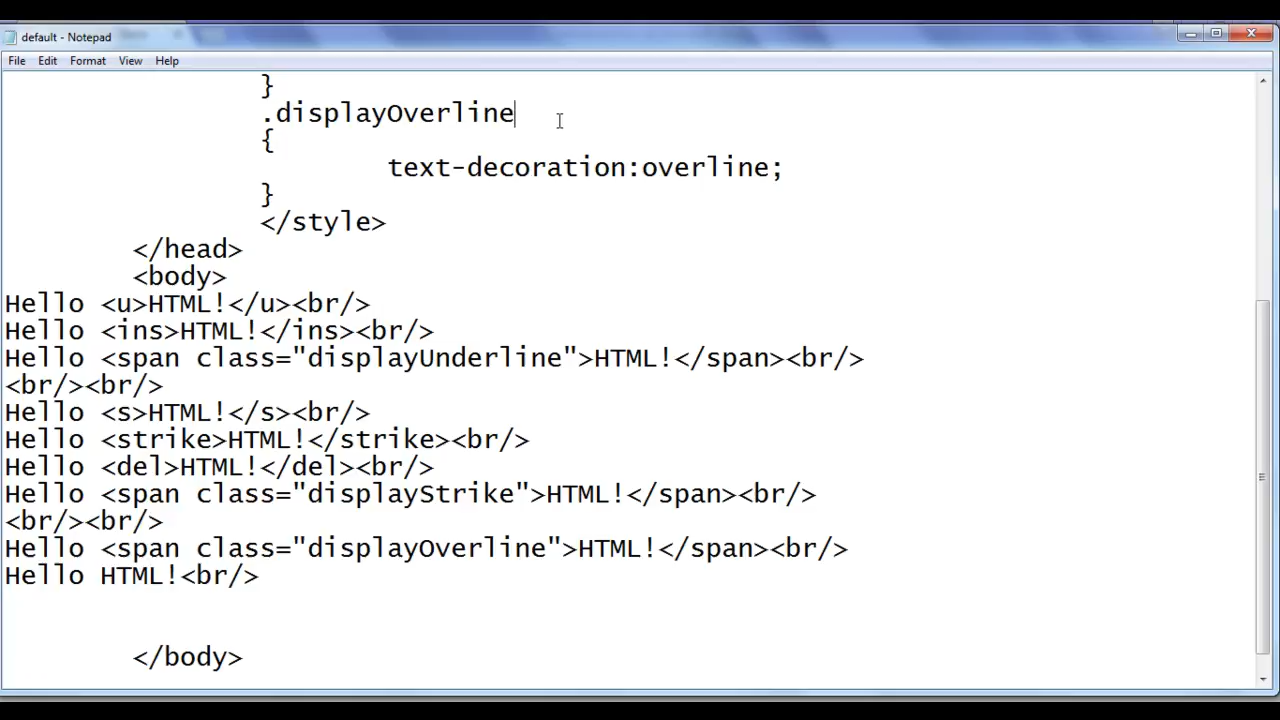 default - Notepad
File Edit Format View Help
}
.displayOverline
{
text-decoration:overline;
}
</style>
</head>
<body>
Hello <u>HTML!</u><br/>
Hello <ins>HTML!</ins><br/>
Hello <span class="displayUnderline">HTML!</span><br/>
<br/><br/>
Hello <s>HTML!</s><br/>
Hello <strike>HTML!</strike><br/>
Hello <del>HTML!</del><br/>
Hello <span class="displayStrike">HTML!</span><br/>
<br/><br/>
Hello <span class="displayOverline">HTML!</span><br/>
Hello HTML!<br/>
</body>